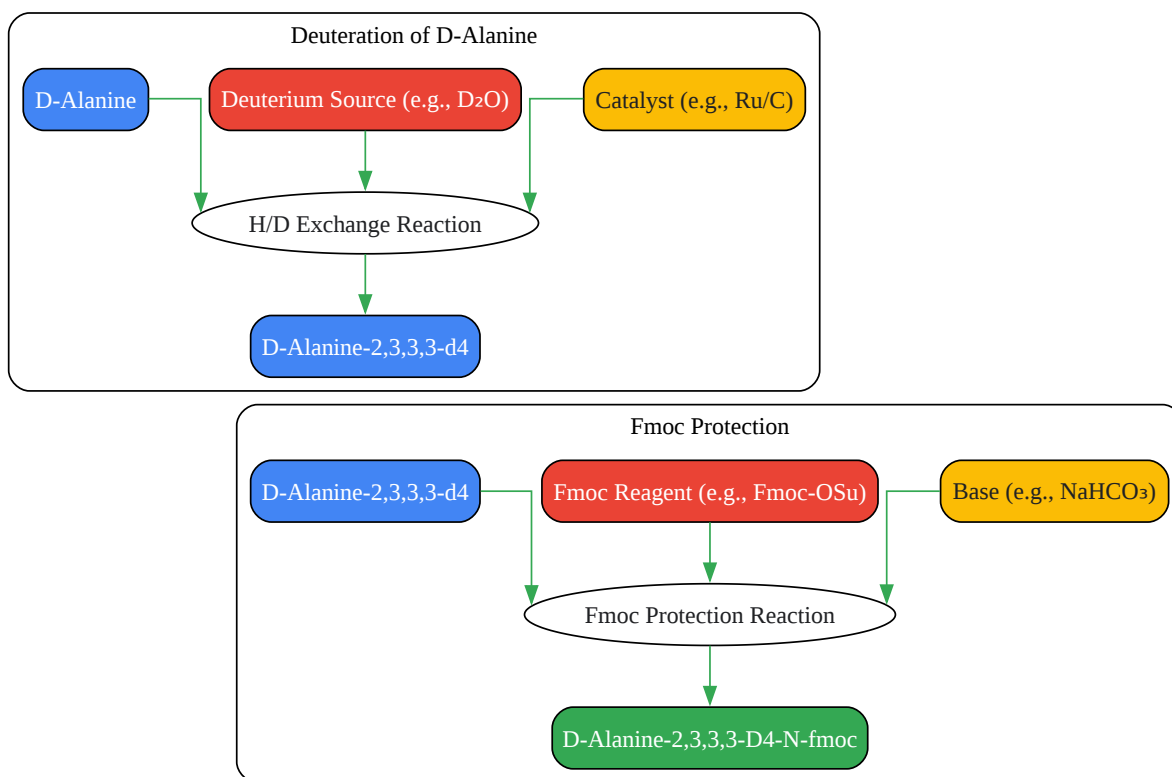 Deuteration of D-Alanine
D-Alanine
Deuterium Source (e.g., D₂O)
Catalyst (e.g., Ru/C)
H/D Exchange Reaction
D-Alanine-2,3,3,3-d4
Fmoc Protection
D-Alanine-2,3,3,3-d4
Fmoc Reagent (e.g., Fmoc-OSu)
Base (e.g., NaHCO₃)
Fmoc Protection Reaction
D-Alanine-2,3,3,3-D4-N-fmoc